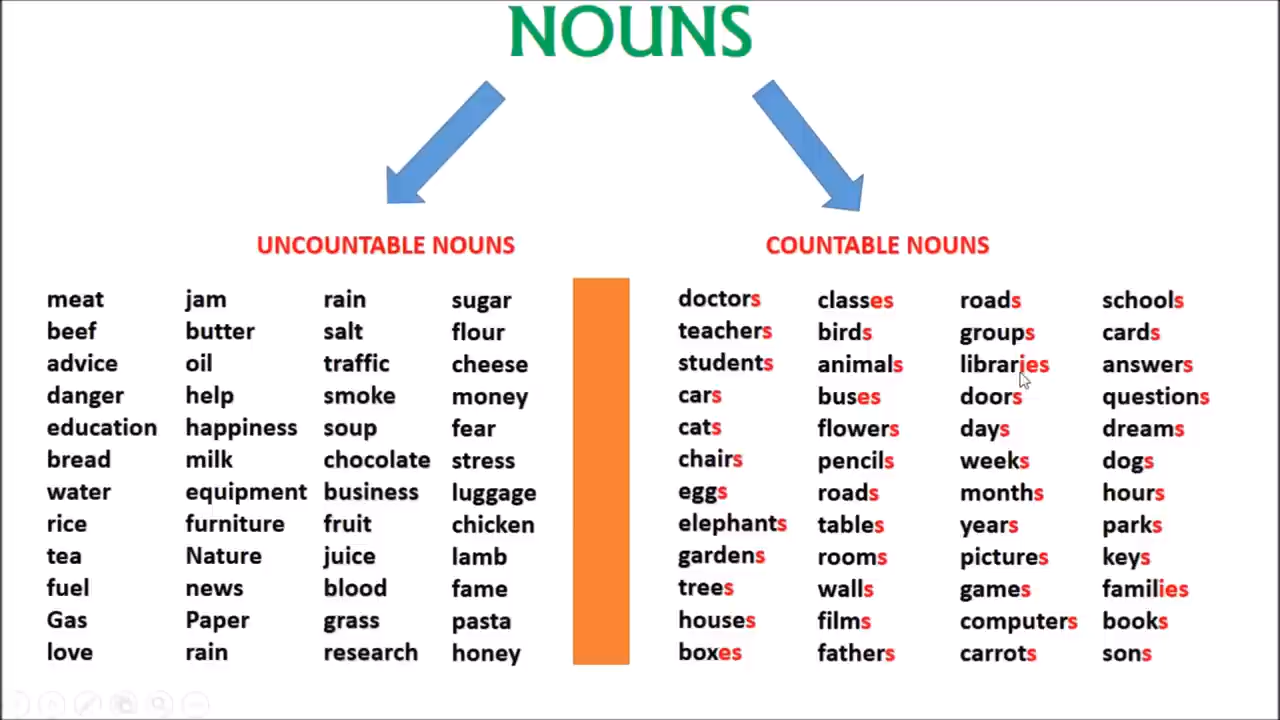 NOUNS
UNCOUNTABLE NOUNS COUNTABLE NOUNS
meat jam rain sugar doctors classes roads schools
beef butter salt flour teachers birds groups cards
advice oil traffic cheese students animals libraries answers
danger help smoke money cars buses doors questions
education happiness soup fear cats flowers days dreams
bread milk chocolate stress chairs pencils weeks dogs
water equipment business luggage eggs roads months hours
rice furniture fruit chicken elephants tables years parks
tea Nature juice lamb gardens rooms pictures keys
fuel news blood fame trees walls games families
Gas Paper grass pasta houses films computers books
love rain research honey boxes fathers carrots sons